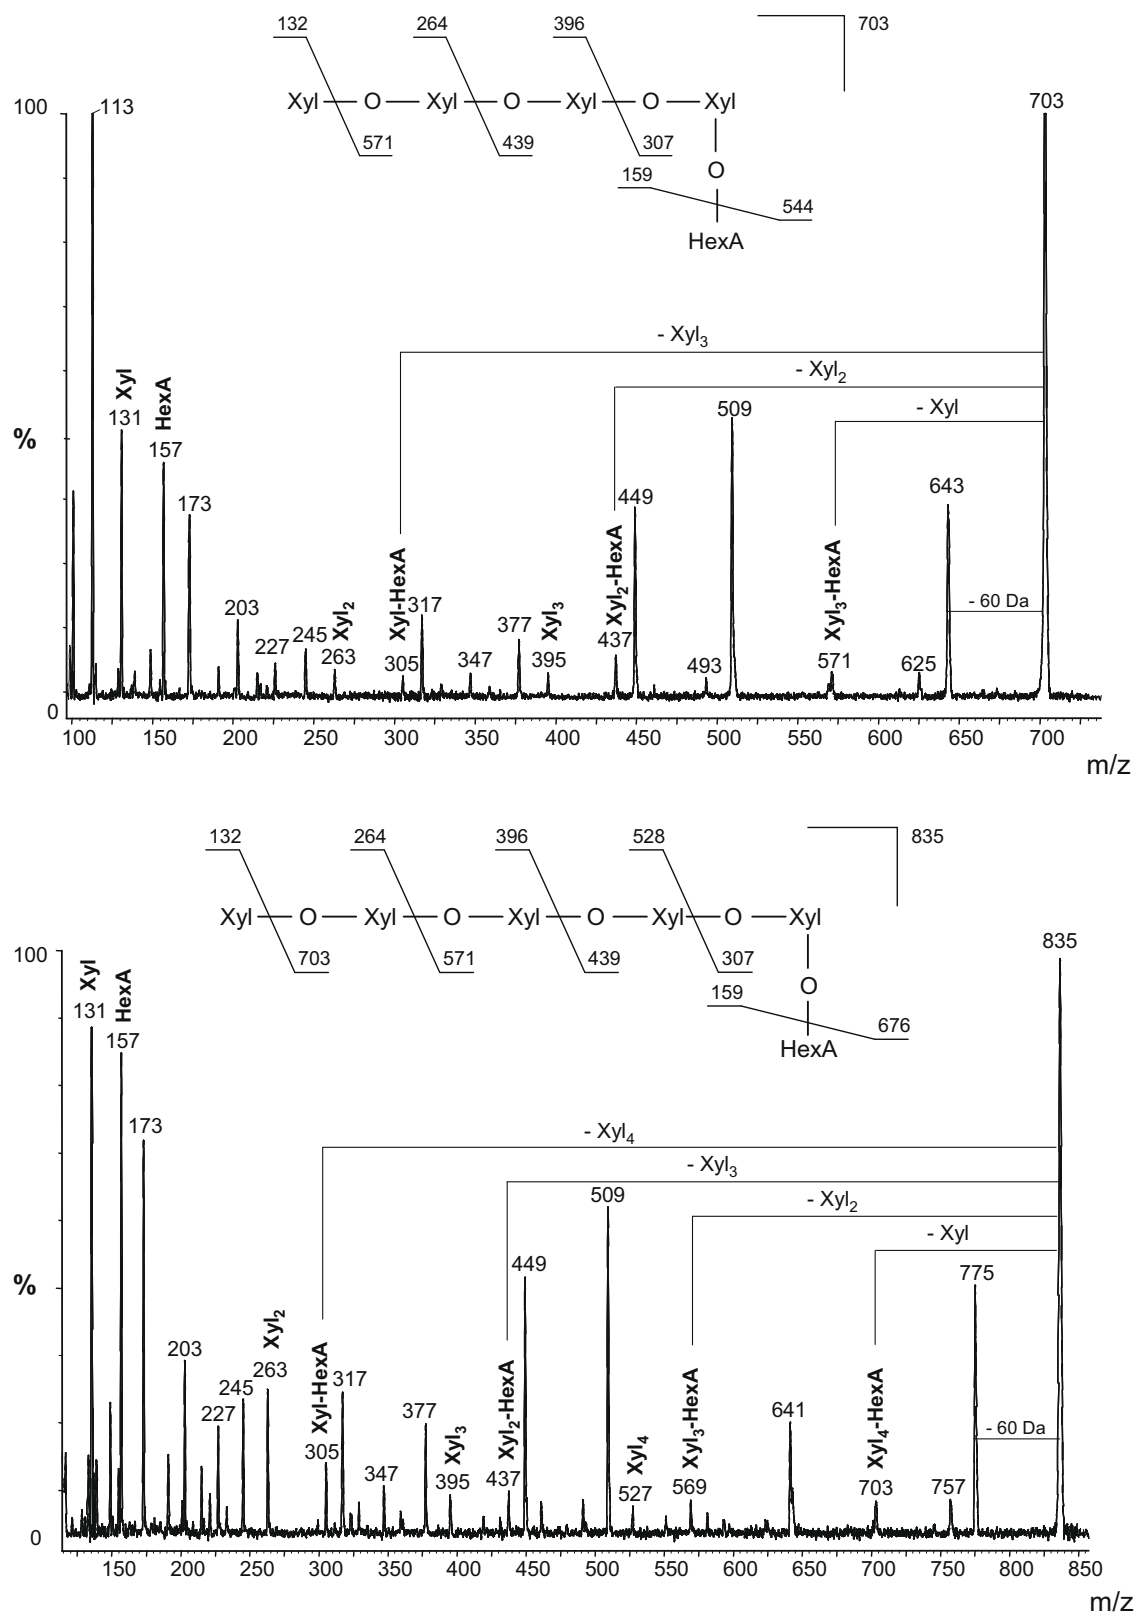 132 264 396 703
Xyl — O — Xyl — O — Xyl — O — Xyl
571 439 307
O
159
544
HexA
100
113
703
- Xyl3
- Xyl2
- Xyl
Xyl
131
HexA
157
173
%
509
449
643
Xyl-HexA
Xyl2-HexA
Xyl3-HexA
- 60 Da
203
227
245
Xyl2
263
305
317
347
377
Xyl3
395
437
493
571
625
0
100 150 200 250 300 350 400 450 500 550 600 650 700
m/z
132 264 396 528 835
Xyl — O — Xyl — O — Xyl — O — Xyl — O — Xyl
703 571 439 307
O
159
676
HexA
100
835
Xyl
131
HexA
157
173
- Xyl4
- Xyl3
- Xyl2
- Xyl
509
449
775
%
Xyl2
203
227
245
263
Xyl-HexA
305
317
347
377
Xyl3
395
Xyl2-HexA
437
Xyl4
527
Xyl3-HexA
569
641
Xyl4-HexA
703
757
- 60 Da
0
150 200 250 300 350 400 450 500 550 600 650 700 750 800 850
m/z